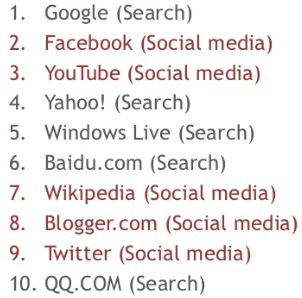 1. Google (Search)
2. Facebook (Social media)
3. YouTube (Social media)
4. Yahoo! (Search)
5. Windows Live (Search)
6. Baidu.com (Search)
7. Wikipedia (Social media)
8. Blogger.com (Social media)
9. Twitter (Social media)
10. QQ.COM (Search)